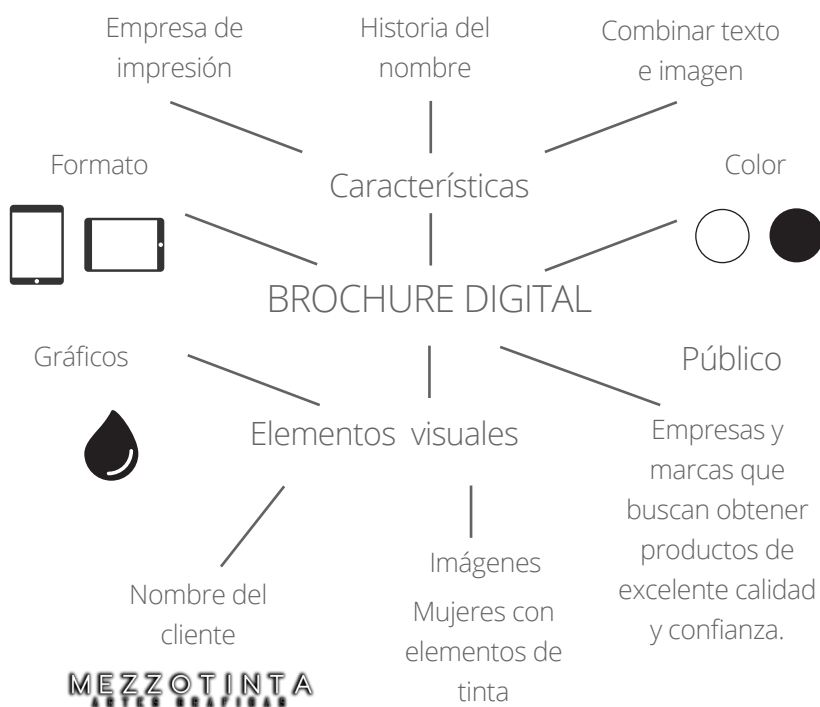 Empresa de
impresión
Historia del
nombre
Combinar texto
e imagen
Formato
Características
Color
BROCHURE DIGITAL
Gráficos
Público
Elementos visuales
Empresas y
marcas que
buscan obtener
productos de
excelente calidad
y confianza.
Imágenes
Mujeres con
elementos de
tinta
Nombre del
cliente
MEZZOTINTA
ARTES GRAFICAS